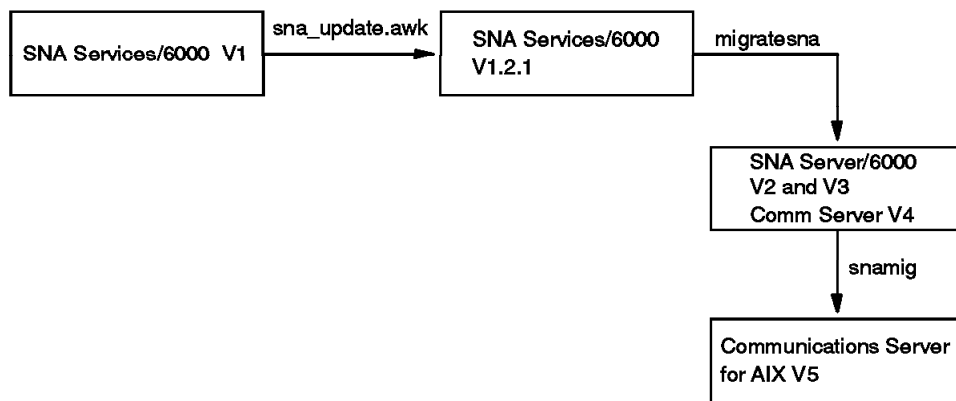 SNA Services/6000 V1
sna_update.awk
SNA Services/6000
V1.2.1
migratesna
SNA Server/6000
V2 and V3
Comm Server V4
snamig
Communications Server
for AIX V5